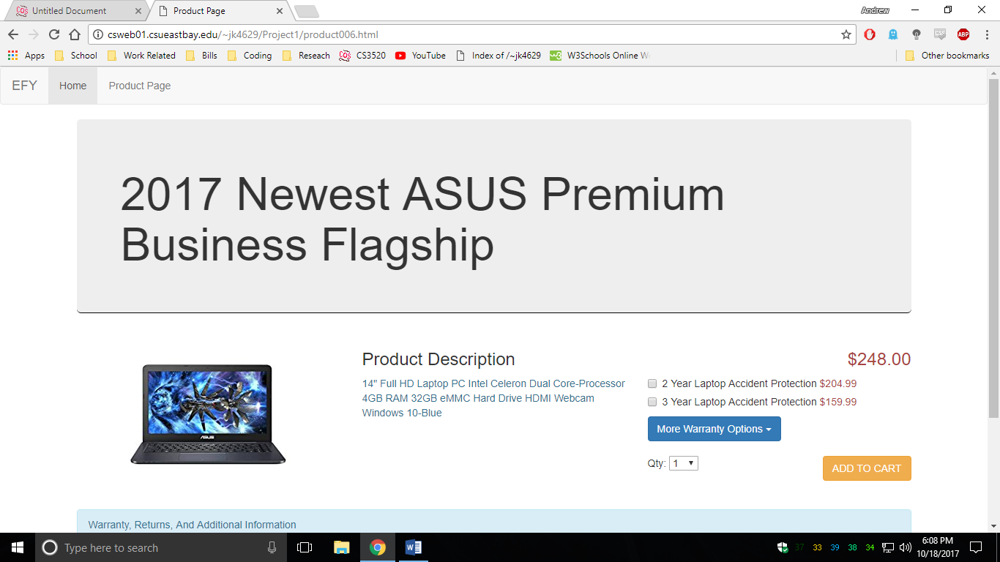 Untitled Document
Product Page
Andrew
csweb01.csueastbay.edu/~jk4629/Project1/product006.html
ABP
Apps School Work Related Bills Coding Reseach CS3520 YouTube Index of /~jk4629 W3Schools Online Other bookmarks
EFY Home Product Page
2017 Newest ASUS Premium
Business Flagship
ASUS
Product Description
14" Full HD Laptop PC Intel Celeron Dual Core-Processor
4GB RAM 32GB eMMC Hard Drive HDMI Webcam
Windows 10-Blue
$248.00
2 Year Laptop Accident Protection $204.99
3 Year Laptop Accident Protection $159.99
More Warranty Options
Qty: 1
ADD TO CART
Warranty, Returns, And Additional Information
Type here to search
37 33 39 38 34
6:08 PM
10/18/2017